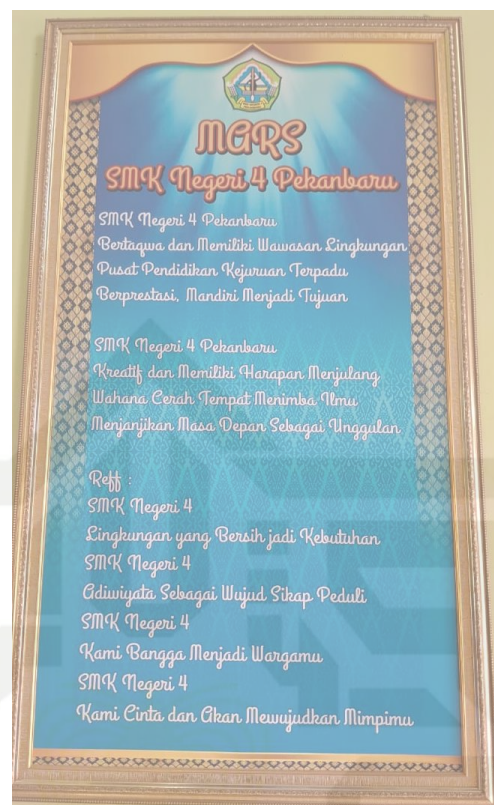 MARS
SMK Negeri 4 Pekanbaru
SMK Negeri 4 Pekanbaru
Bertaqwa dan Memiliki Wawasan Lingkungan
Pusat Pendidikan Kejuruan Terpadu
Berprestasi, Mandiri Menjadi Tujuan
SMK Negeri 4 Pekanbaru
Kreatif dan Memiliki Harapan Menjulang
Wahana Cerah Tempat Menimba Ilmu
Menjanjikan Masa Depan Sebagai Unggulan
Reff :
SMK Negeri 4
Lingkungan yang Bersih jadi Kebutuhan
SMK Negeri 4
Adiwiyata Sebagai Wujud Sikap Peduli
SMK Negeri 4
Kami Bangga Menjadi Wargamu
SMK Negeri 4
Kami Cinta dan Akan Mewujudkan Mimpimu